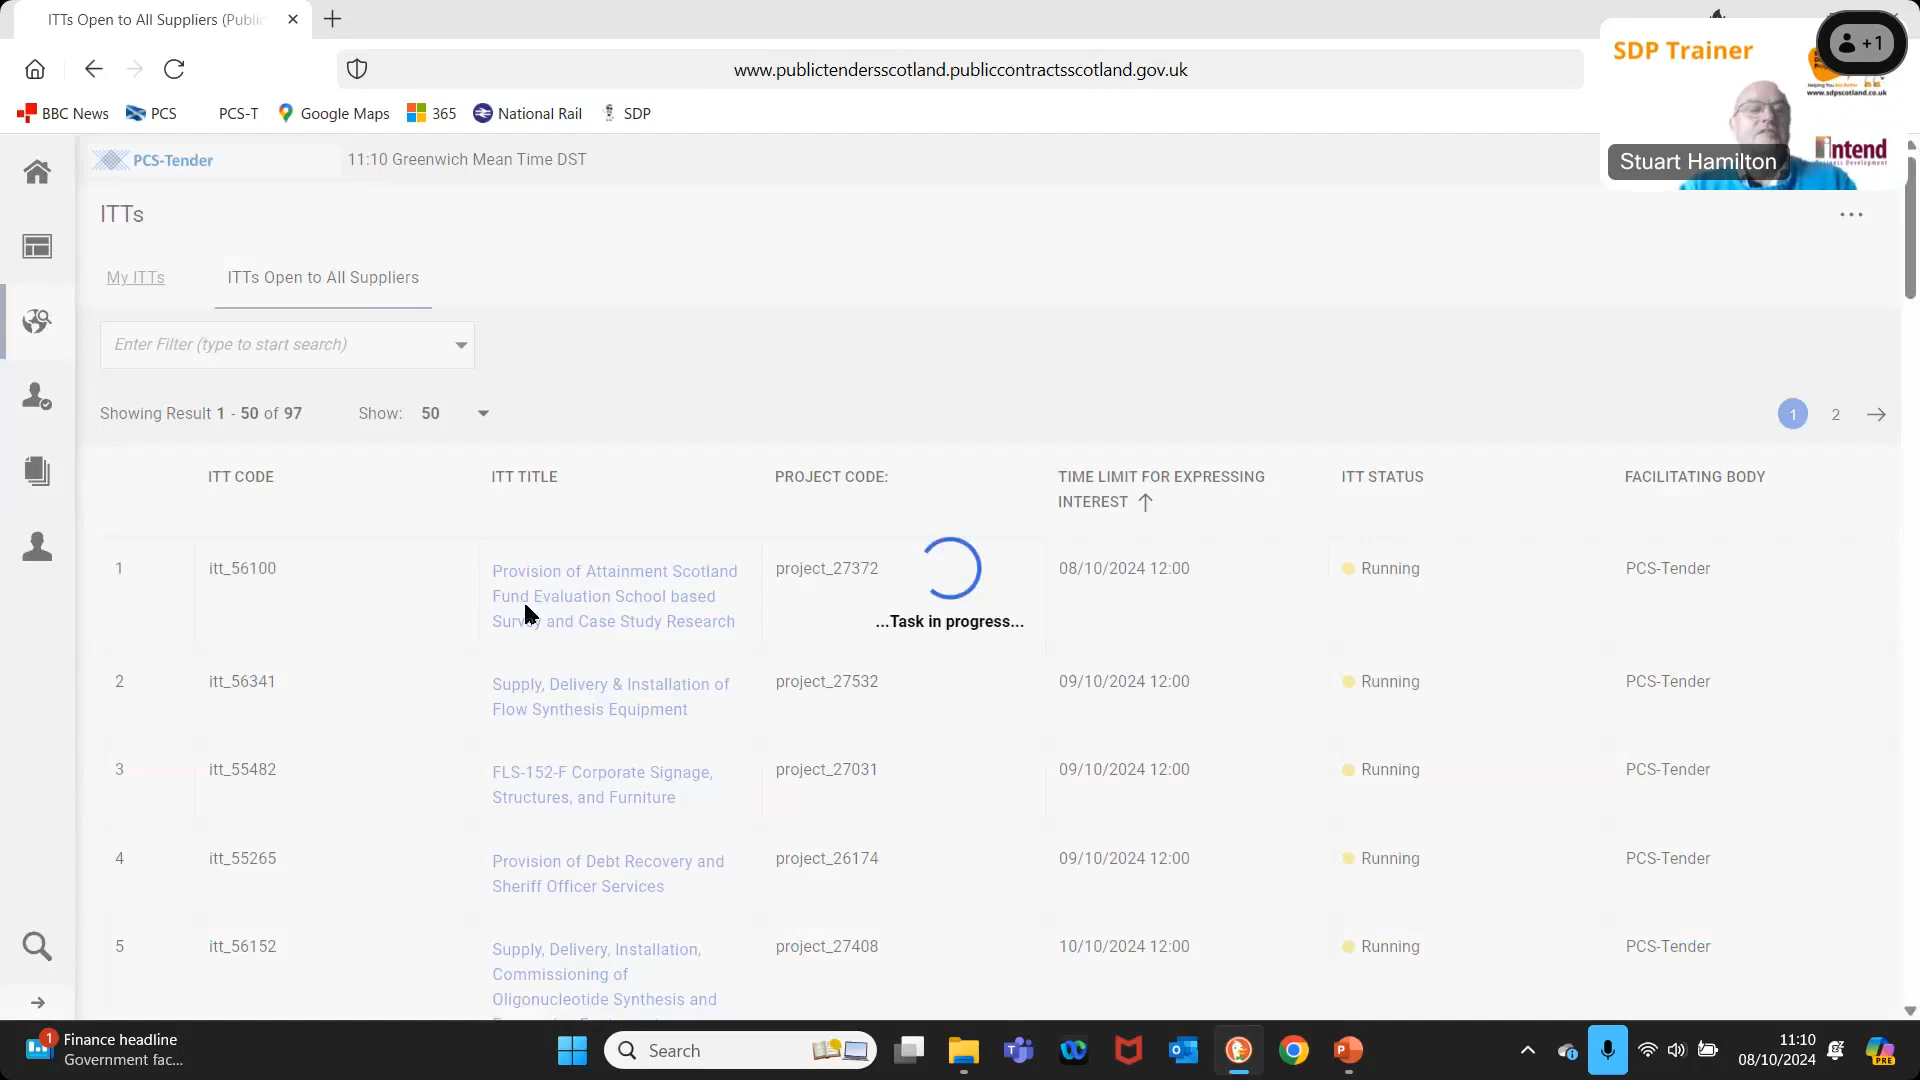 ITTs Open to All Suppliers (Public
+1
SDP Trainer
www.sdpscotland.co.uk
www.publictendersscotland.publiccontractsscotland.gov.uk
BBC News
PCS
PCS-T
Google Maps
365
National Rail
SDP
intend
Stuart Hamilton
PCS-Tender
11:10 Greenwich Mean Time DST
ITTs
My ITTs
ITTs Open to All Suppliers
Enter Filter (type to start search)
Showing Result 1 - 50 of 97
Show: 50
1
2
ITT CODE
ITT TITLE
PROJECT CODE:
TIME LIMIT FOR EXPRESSING
INTEREST
ITT STATUS
FACILITATING BODY
1
itt_56100
Provision of Attainment Scotland
Fund Evaluation School based
Survey and Case Study Research
project_27372
08/10/2024 12:00
Running
PCS-Tender
...Task in progress...
2
itt_56341
Supply, Delivery & Installation of
Flow Synthesis Equipment
project_27532
09/10/2024 12:00
Running
PCS-Tender
3
itt_55482
FLS-152-F Corporate Signage,
Structures, and Furniture
project_27031
09/10/2024 12:00
Running
PCS-Tender
4
itt_55265
Provision of Debt Recovery and
Sheriff Officer Services
project_26174
09/10/2024 12:00
Running
PCS-Tender
5
itt_56152
Supply, Delivery, Installation,
Commissioning of
Oligonucleotide Synthesis and
project_27408
10/10/2024 12:00
Running
PCS-Tender
1
Finance headline
Government fac...
Search
11:10
08/10/2024
PRE